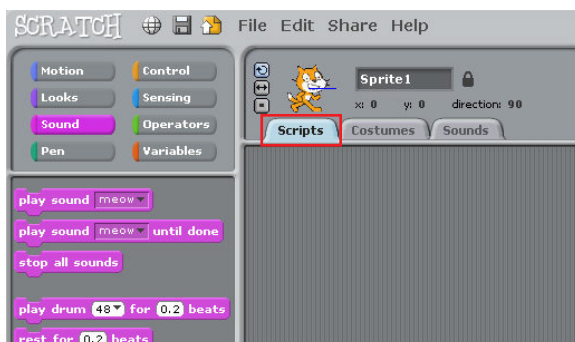 SCRATCH File Edit Share Help
Motion Control
Looks Sensing
Sound Operators
Pen Variables
Sprite1
x: 0 y: 0 direction: 90
Scripts Costumes Sounds
play sound meow
play sound meow until done
stop all sounds
play drum 48 for 0.2 beats
rest for 0.2 beats